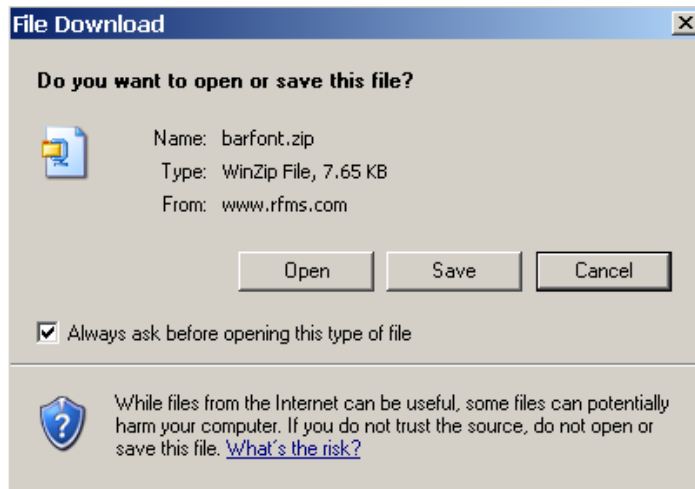 File Download
Do you want to open or save this file?
Name: barfont.zip
Type: WinZip File, 7.65 KB
From: www.rfms.com
Open Save Cancel
Always ask before opening this type of file
While files from the Internet can be useful, some files can potentially
harm your computer. If you do not trust the source, do not open or
save this file. What's the risk?